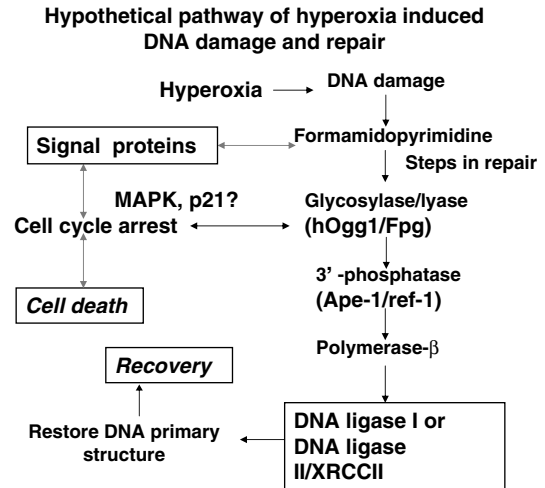 Hypothetical pathway of hyperoxia induced
DNA damage and repair
Hyperoxia
DNA damage
Signal proteins
Formamidopyrimidine
Steps in repair
MAPK, p21?
Cell cycle arrest
Glycosylase/lyase
(hOgg1/Fpg)
Cell death
3' -phosphatase
(Ape-1/ref-1)
Polymerase-β
Recovery
Restore DNA primary
structure
DNA ligase I or
DNA ligase
II/XRCCII